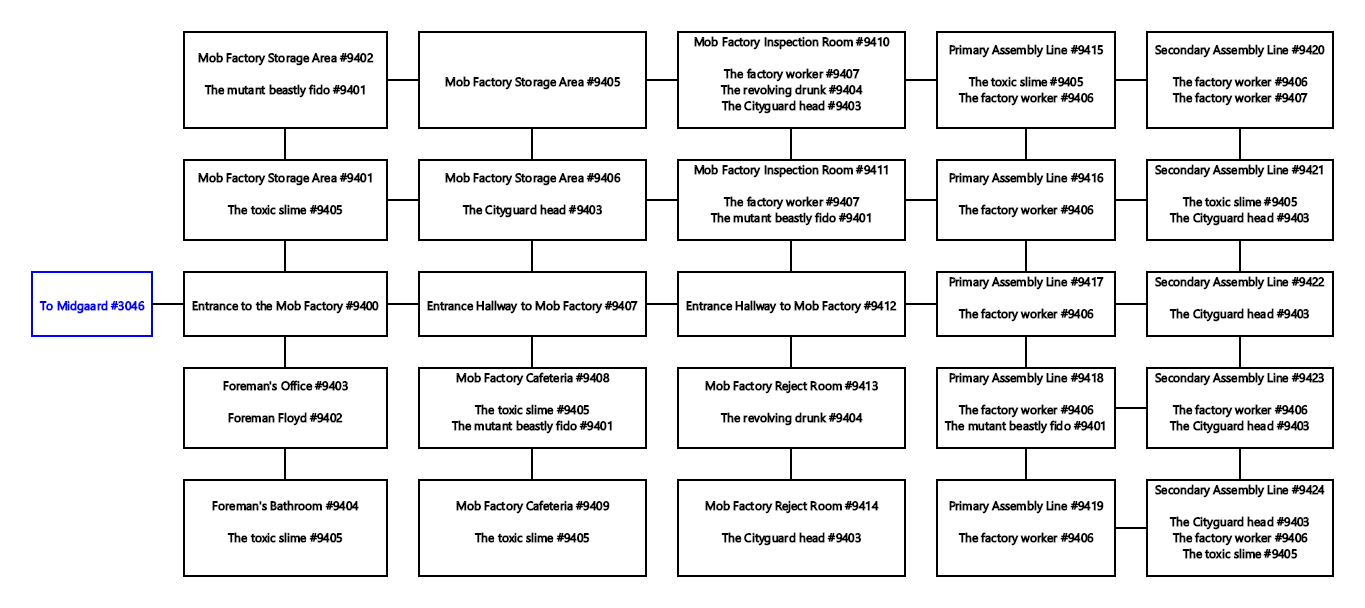 Mob Factory Storage Area #9402
The mutant beastly fido #9401
Mob Factory Storage Area #9405
Mob Factory Inspection Room #9410
The factory worker #9407
The revolving drunk #9404
The Cityguard head #9403
Primary Assembly Line #9415
The toxic slime #9405
The factory worker #9406
Secondary Assembly Line #9420
The factory worker #9406
The factory worker #9407
Mob Factory Storage Area #9401
The toxic slime #9405
Mob Factory Storage Area #9406
The Cityguard head #9403
Mob Factory Inspection Room #9411
The factory worker #9407
The mutant beastly fido #9401
Primary Assembly Line #9416
The factory worker #9406
Secondary Assembly Line #9421
The toxic slime #9405
The Cityguard head #9403
To Midgaard #3046
Entrance to the Mob Factory #9400
Entrance Hallway to Mob Factory #9407
Entrance Hallway to Mob Factory #9412
Primary Assembly Line #9417
The factory worker #9406
Secondary Assembly Line #9422
The Cityguard head #9403
Foreman's Office #9403
Foreman Floyd #9402
Mob Factory Cafeteria #9408
The toxic slime #9405
The mutant beastly fido #9401
Mob Factory Reject Room #9413
The revolving drunk #9404
Primary Assembly Line #9418
The factory worker #9406
The mutant beastly fido #9401
Secondary Assembly Line #9423
The factory worker #9406
The Cityguard head #9403
Foreman's Bathroom #9404
The toxic slime #9405
Mob Factory Cafeteria #9409
The toxic slime #9405
Mob Factory Reject Room #9414
The Cityguard head #9403
Primary Assembly Line #9419
The factory worker #9406
Secondary Assembly Line #9424
The Cityguard head #9403
The factory worker #9406
The toxic slime #9405